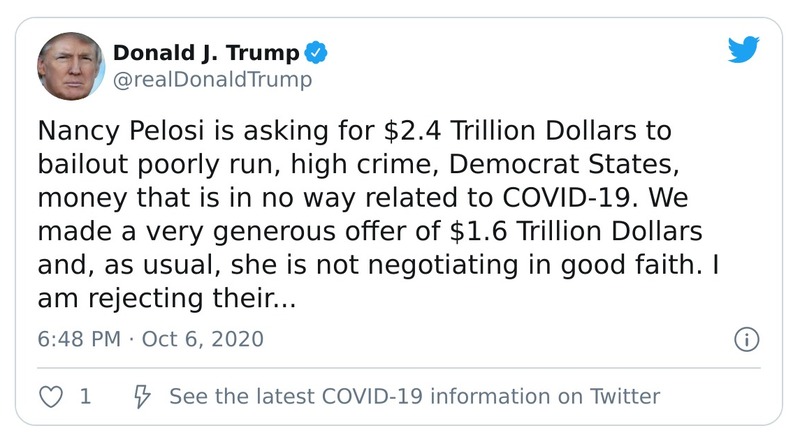 Donald J. Trump
@realDonaldTrump
Nancy Pelosi is asking for $2.4 Trillion Dollars to
bailout poorly run, high crime, Democrat States,
money that is in no way related to COVID-19. We
made a very generous offer of $1.6 Trillion Dollars
and, as usual, she is not negotiating in good faith. I
am rejecting their...
6:48 PM · Oct 6, 2020
1 See the latest COVID-19 information on Twitter